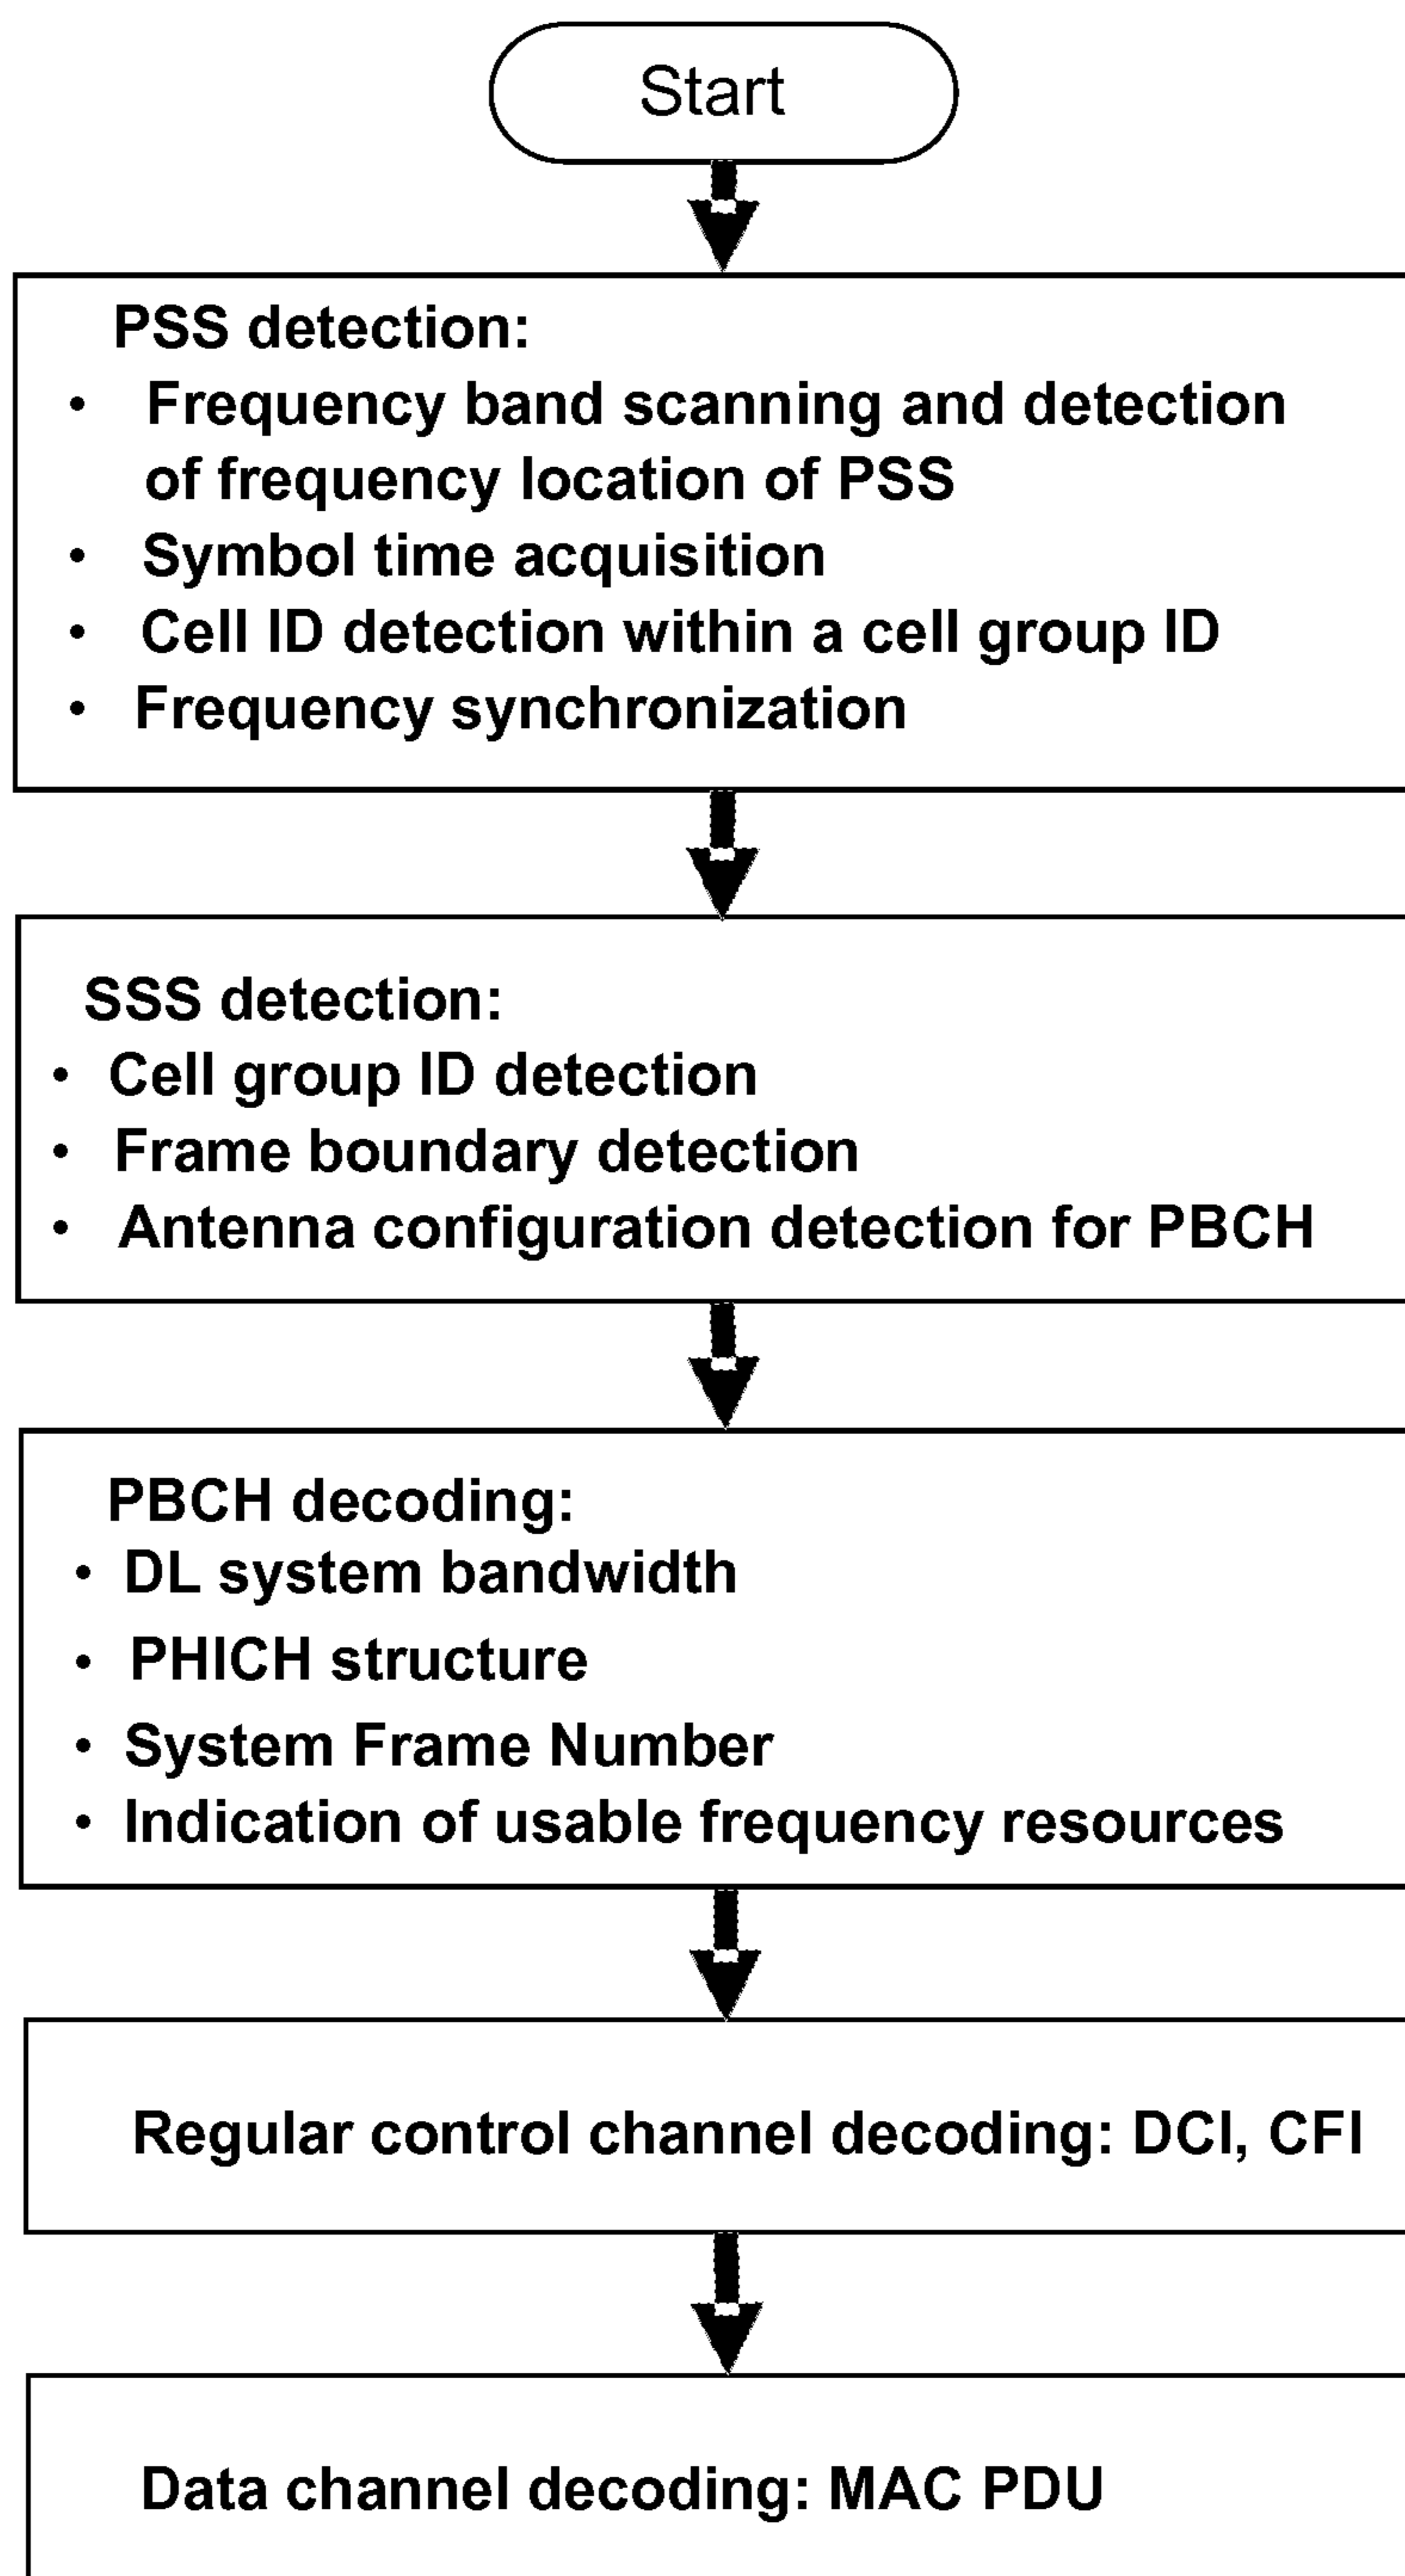 Start
PSS detection:
• Frequency band scanning and detection
of frequency location of PSS
• Symbol time acquisition
• Cell ID detection within a cell group ID
• Frequency synchronization
SSS detection:
• Cell group ID detection
• Frame boundary detection
• Antenna configuration detection for PBCH
PBCH decoding:
• DL system bandwidth
• PHICH structure
• System Frame Number
• Indication of usable frequency resources
Regular control channel decoding: DCI, CFI
Data channel decoding: MAC PDU